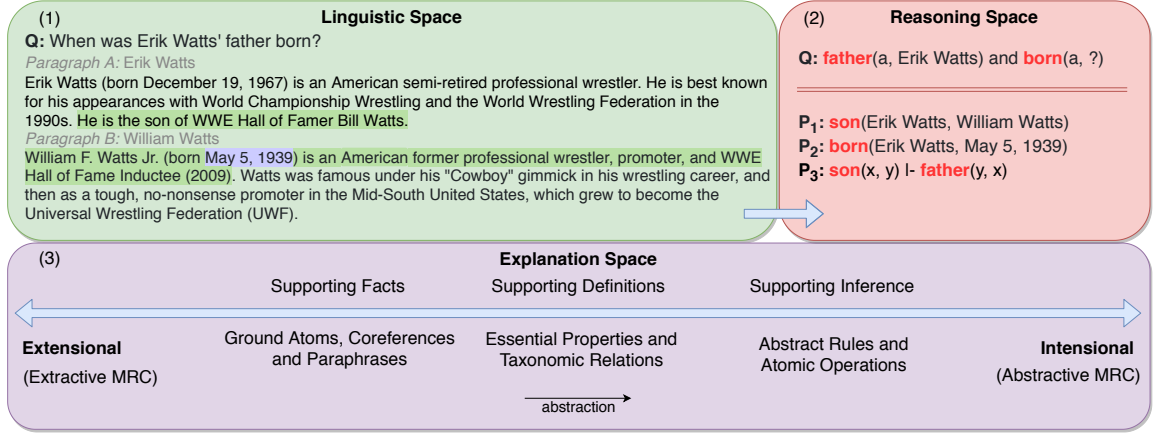 (1) Linguistic Space
Q: When was Erik Watts' father born?
Paragraph A: Erik Watts
Erik Watts (born December 19, 1967) is an American semi-retired professional wrestler. He is best known
for his appearances with World Championship Wrestling and the World Wrestling Federation in the
1990s. He is the son of WWE Hall of Famer Bill Watts.
Paragraph B: William Watts
William F. Watts Jr. (born May 5, 1939) is an American former professional wrestler, promoter, and WWE
Hall of Fame Inductee (2009). Watts was famous under his "Cowboy" gimmick in his wrestling career, and
then as a tough, no-nonsense promoter in the Mid-South United States, which grew to become the
Universal Wrestling Federation (UWF).
(2) Reasoning Space
Q: father(a, Erik Watts) and born(a, ?)
P1: son(Erik Watts, William Watts)
P2: born(Erik Watts, May 5, 1939)
P3: son(x, y) |- father(y, x)
(3) Explanation Space
Supporting Facts Supporting Definitions Supporting Inference
Extensional
(Extractive MRC)
Ground Atoms, Coreferences
and Paraphrases
Essential Properties and
Taxonomic Relations
Abstract Rules and
Atomic Operations
Intensional
(Abstractive MRC)
abstraction